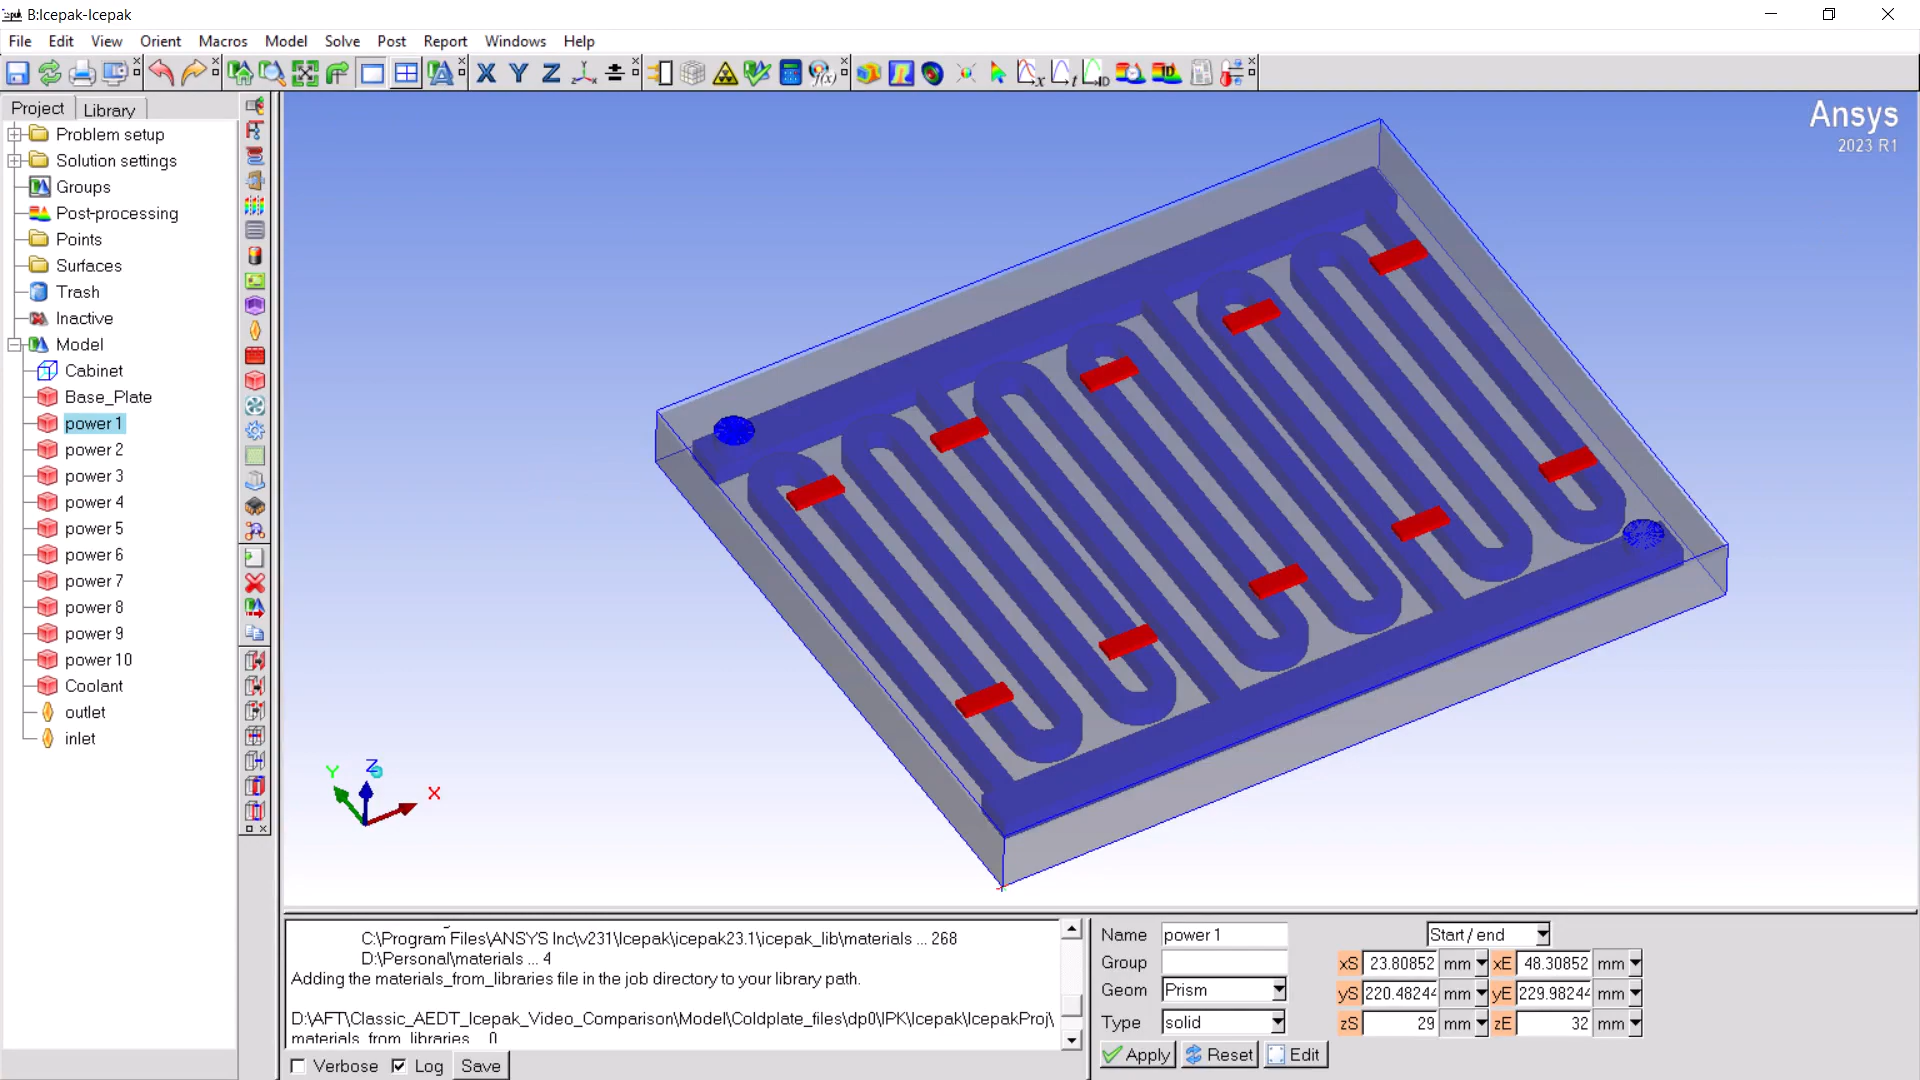 B:Icepak-Icepak
File Edit View Orient Macros Model Solve Post Report Windows Help
X Y Z
Project Library
Problem setup
Solution settings
Groups
Post-processing
Points
Surfaces
Trash
Inactive
Model
Cabinet
Base_Plate
power 1
power 2
power 3
power 4
power 5
power 6
power 7
power 8
power 9
power 10
Coolant
outlet
inlet
Ansys
2023 R1
Y Z X
C:\Program Files\ANSYS Inc\v231\Icepak\icepak23.1\icepak_lib\materials ... 268
D:\Personal\materials ... 4
Adding the materials_from_libraries file in the job directory to your library path.
D:\AFT\Classic_AEDT_Icepak_Video_Comparison\Model\Coldplate_files\dp0\IPK\Icepak\IcepakProj\
materials_from_libraries 0
Verbose Log Save
Name power 1 Start / end
Group xS 23.80852 mm xE 48.30852 mm
Geom Prism yS 220.48244 mm yE 229.98244 mm
Type solid zS 29 mm zE 32 mm
Apply Reset Edit